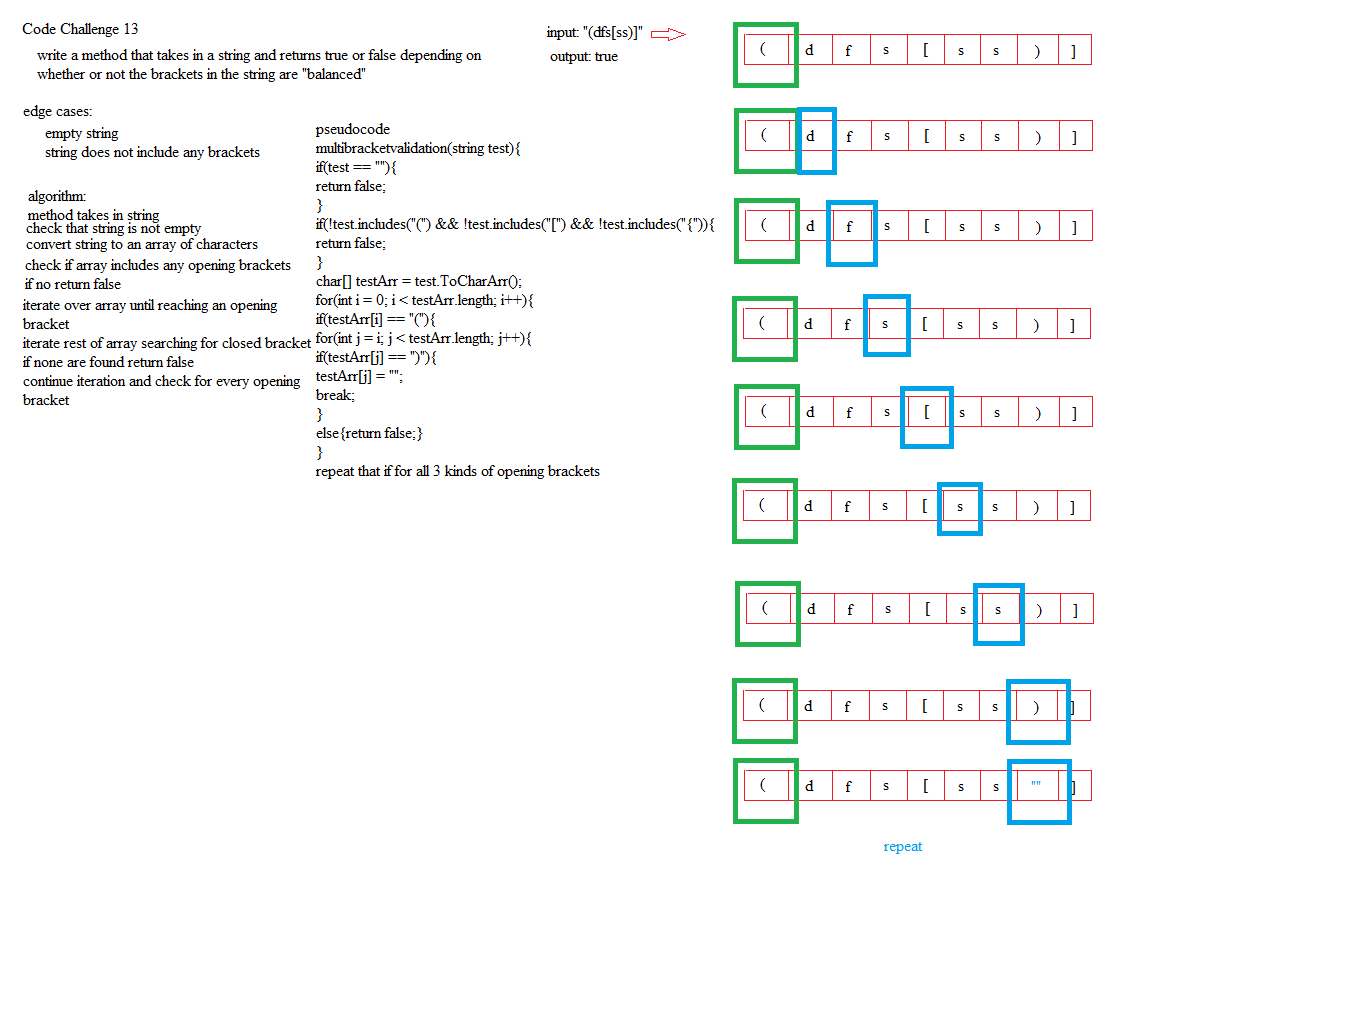 Code Challenge 13
write a method that takes in a string and returns true or false depending on
whether or not the brackets in the string are "balanced"
input: "(dfs[ss)]"
output: true
edge cases:
empty string
string does not include any brackets
algorithm:
method takes in string
check that string is not empty
convert string to an array of characters
check if array includes any opening brackets
if no return false
iterate over array until reaching an opening
bracket
iterate rest of array searching for closed bracket
if none are found return false
continue iteration and check for every opening
bracket
pseudocode
multibracketvalidation(string test){
if(test == ""){
return false;
}
if(!test.includes("(") && !test.includes("[") && !test.includes("{")){
return false;
}
char[] testArr = test.ToCharArr();
for(int i = 0; i < testArr.length; i++){
if(testArr[i] == "("{
for(int j = i; j < testArr.length; j++){
if(testArr[j] == ")"){
testArr[j] = "";
break;
}
else{return false;}
}
repeat that if for all 3 kinds of opening brackets
( d f s [ s s ) ]
( d f s [ s s ) ]
( d f s [ s s ) ]
( d f s [ s s ) ]
( d f s [ s s ) ]
( d f s [ s s ) ]
( d f s [ s s ) ]
( d f s [ s s ) ]
( d f s [ s s "" ]
repeat